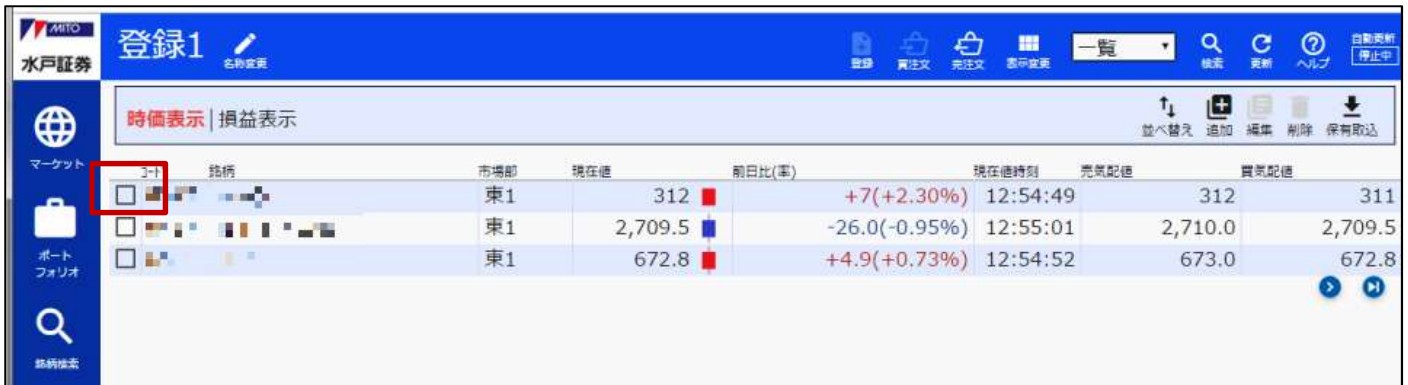 MITO
水戸証券
登録1
名称変更
登録 買注文 売注文 表示変更 一覧 検索 更新 ヘルプ 自動更新
停止中
時価表示|損益表示
並べ替え 追加 編集 削除 保有取込
マーケット
ポート
フォリオ
銘柄検索
コード 銘柄 市場部 現在値 前日比(率) 現在値時刻 売気配値 買気配値
東1 312 +7(+2.30%) 12:54:49 312 311
東1 2,709.5 -26.0(-0.95%) 12:55:01 2,710.0 2,709.5
東1 672.8 +4.9(+0.73%) 12:54:52 673.0 672.8